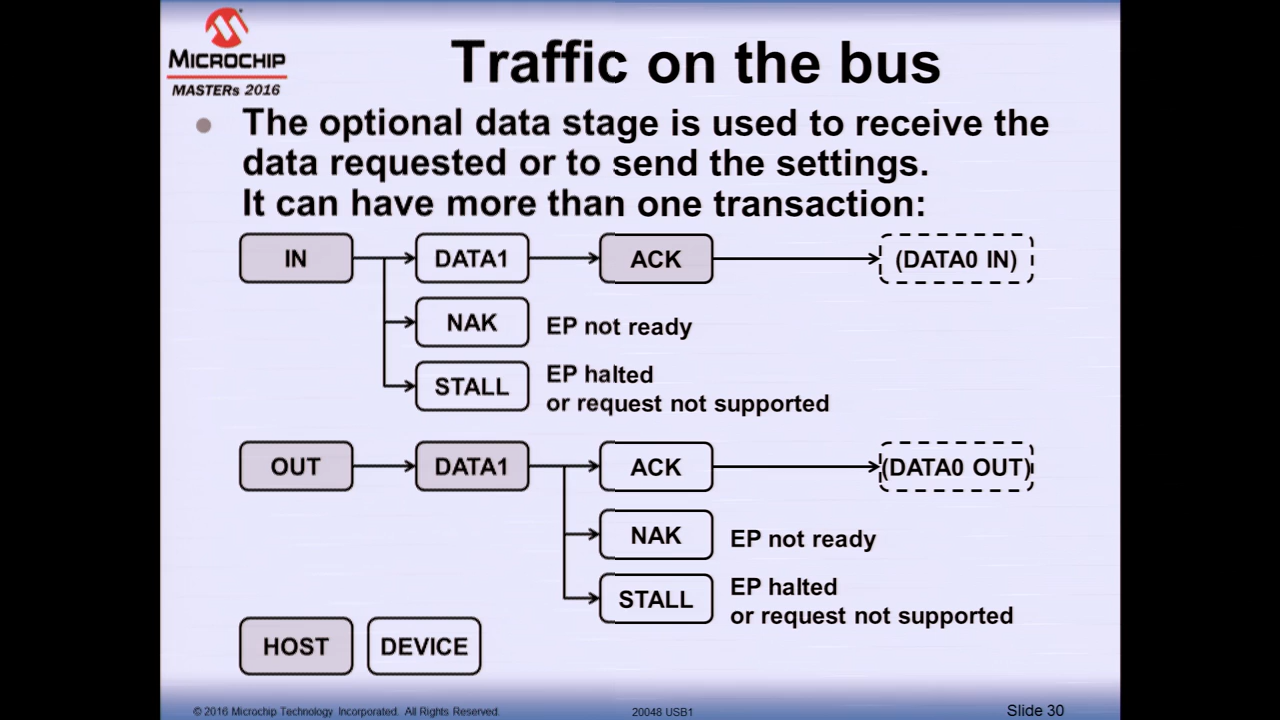 MICROCHIP
MASTERs 2016
Traffic on the bus
The optional data stage is used to receive the
data requested or to send the settings.
It can have more than one transaction:
IN
DATA1
ACK
(DATA0 IN)
NAK
EP not ready
STALL
EP halted
or request not supported
OUT
DATA1
ACK
(DATA0 OUT)
NAK
EP not ready
STALL
EP halted
or request not supported
HOST
DEVICE
© 2016 Microchip Technology Incorporated. All Rights Reserved.
20048 USB1
Slide 30